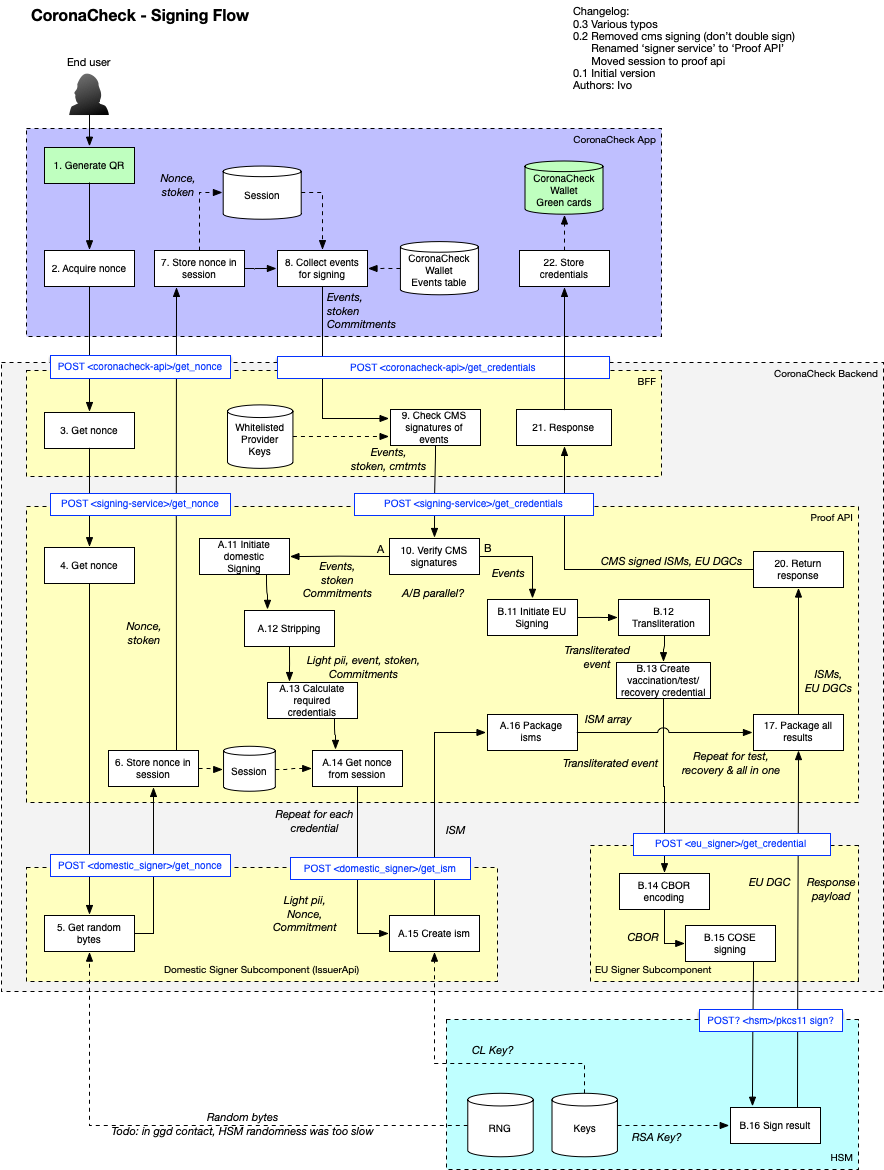 CoronaCheck - Signing Flow
Changelog:
0.3 Various typos
0.2 Removed cms signing (don't double sign)
Renamed 'signer service' to 'Proof API'
Moved session to proof api
0.1 Initial version
Authors: Ivo
End user
CoronaCheck App
1. Generate QR
Nonce,
stoken
Session
CoronaCheck
Wallet
Green cards
2. Acquire nonce
7. Store nonce in
session
8. Collect events
for signing
CoronaCheck
Wallet
Events table
22. Store
credentials
Events,
stoken
Commitments
POST <coronacheck-api>/get_nonce
POST <coronacheck-api>/get_credentials
CoronaCheck Backend
BFF
3. Get nonce
Whitelisted
Provider
Keys
9. Check CMS
signatures of
events
21. Response
Events,
stoken, cmtmts
POST <signing-service>/get_nonce
POST <signing-service>/get_credentials
Proof API
4. Get nonce
A.11 Initiate
domestic
Signing
A
10. Verify CMS
signatures
B
CMS signed ISMs, EU DGCs
20. Return
response
Events,
stoken
Commitments
Events
A/B parallel?
B.11 Initiate EU
Signing
B.12
Transliteration
Nonce,
stoken
A.12 Stripping
Transliterated
event
Light pii, event, stoken,
Commitments
B.13 Create
vaccination/test/
recovery credential
ISMs,
EU DGCs
A.13 Calculate
required
credentials
A.16 Package
isms
ISM array
17. Package all
results
6. Store nonce in
session
Session
A.14 Get nonce
from session
Transliterated event
Repeat for test,
recovery & all in one
Repeat for each
credential
ISM
POST <domestic_signer>/get_nonce
POST <domestic_signer>/get_ism
POST <eu_signer>/get_credential
5. Get random
bytes
Light pii,
Nonce,
Commitment
A.15 Create ism
B.14 CBOR
encoding
EU DGC
Response
payload
CBOR
B.15 COSE
signing
Domestic Signer Subcomponent (IssuerApi)
EU Signer Subcomponent
POST? <hsm>/pkcs11 sign?
CL Key?
Random bytes
Todo: in ggd contact, HSM randomness was too slow
RNG
Keys
RSA Key?
B.16 Sign result
HSM